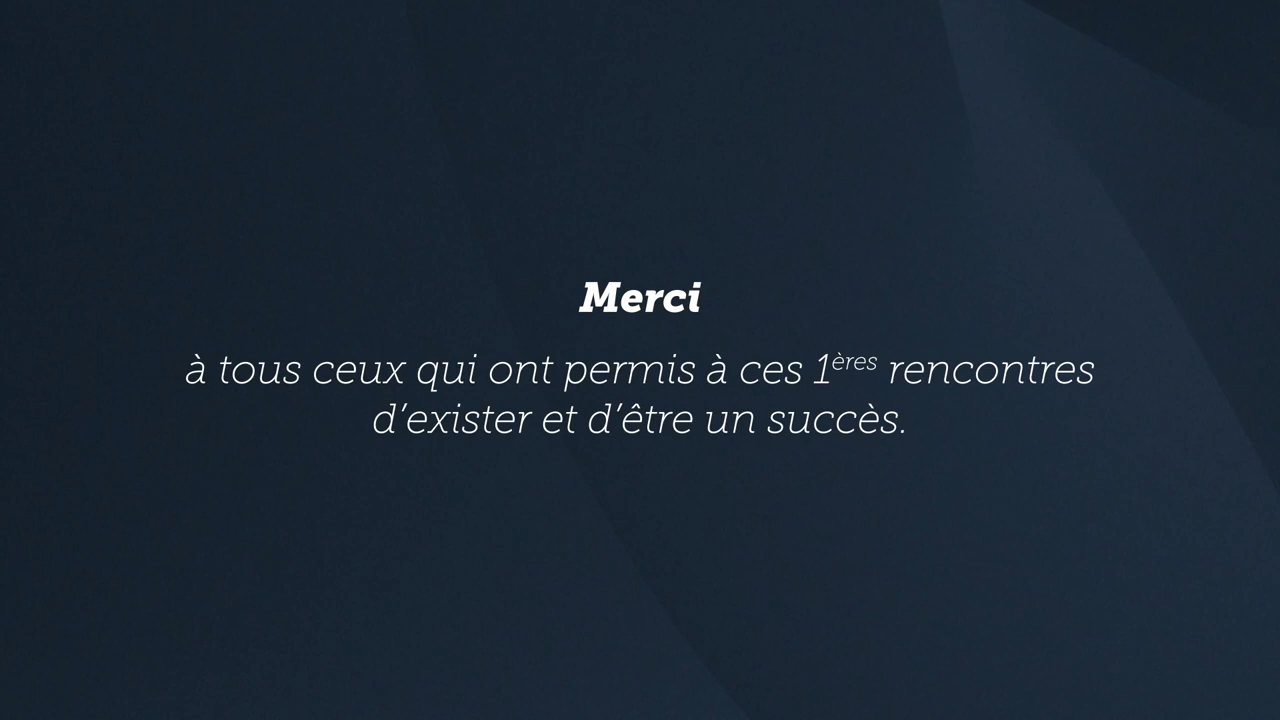 Merci
à tous ceux qui ont permis à ces 1ères rencontres
d’exister et d’être un succès.